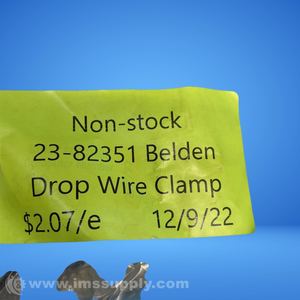 Non-stock
23-82351 Belden
Drop Wire Clamp
$2.07/e 12/9/22
© www.imssupply.com